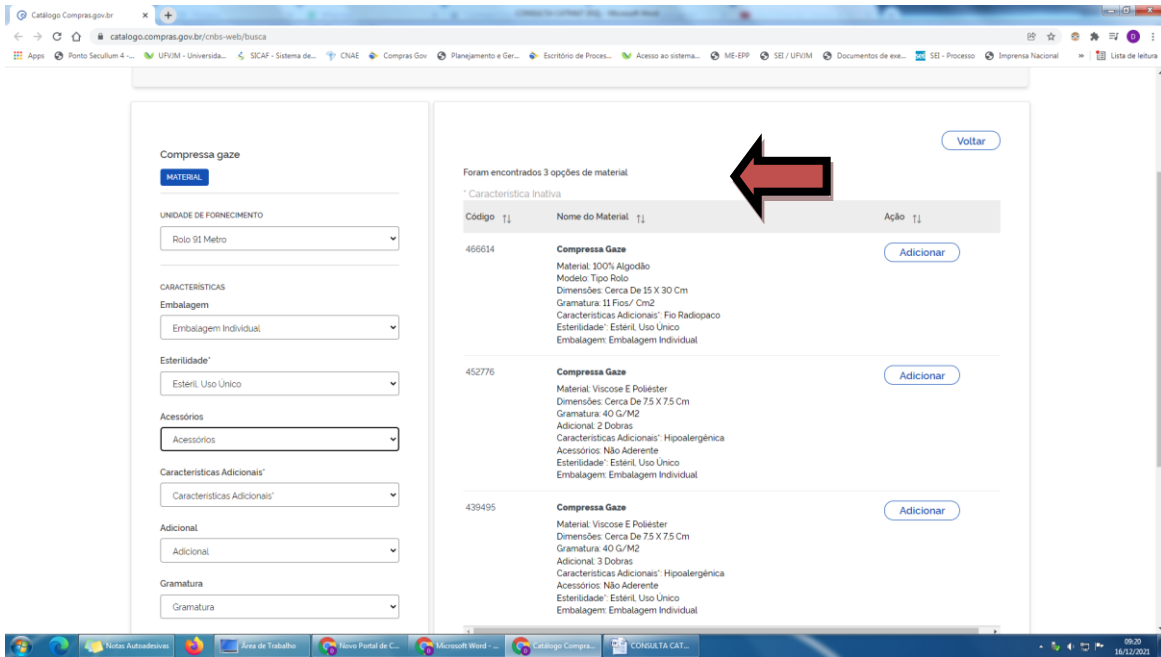 Catálogo Compras.gov.br
CONSULTA CATMAT
Microsoft Word
catalogo.compras.gov.br/cnbs-web/busca
Apps
Ponto Secullum 4 -...
UFVJM - Universida...
SICAF - Sistema de...
CNAE
Compras Gov
Planejamento e Ger...
Escritório de Proces...
Acesso ao sistema...
ME-EPP
SEI / UFVJM
Documentos de exe...
SEI - Processo
Imprensa Nacional
»
Lista de leitura
Compressa gaze
MATERIAL
UNIDADE DE FORNECIMENTO
Rolo 91 Metro
CARACTERÍSTICAS
Embalagem
Embalagem Individual
Esterilidade*
Estéril, Uso Único
Acessórios
Acessórios
Características Adicionais*
Características Adicionais*
Adicional
Adicional
Gramatura
Gramatura
Voltar
Foram encontrados 3 opções de material
* Característica Inativa
Código Nome do Material Ação
466614 Compressa Gaze Adicionar
Material: 100% Algodão
Modelo: Tipo Rolo
Dimensões: Cerca De 15 X 30 Cm
Gramatura: 11 Fios/ Cm2
Características Adicionais*: Fio Radiopaco
Esterilidade*: Estéril, Uso Único
Embalagem: Embalagem Individual
452776 Compressa Gaze Adicionar
Material: Viscose E Poliéster
Dimensões: Cerca De 7,5 X 7,5 Cm
Gramatura: 40 G/M2
Adicional: 2 Dobras
Características Adicionais*: Hipoalergênica
Acessórios: Não Aderente
Esterilidade*: Estéril, Uso Único
Embalagem: Embalagem Individual
439495 Compressa Gaze Adicionar
Material: Viscose E Poliéster
Dimensões: Cerca De 7,5 X 7,5 Cm
Gramatura: 40 G/M2
Adicional: 3 Dobras
Características Adicionais*: Hipoalergênica
Acessórios: Não Aderente
Esterilidade*: Estéril, Uso Único
Embalagem: Embalagem Individual
Notas Autoadesivas
Área de Trabalho
Novo Portal de C...
Microsoft Word - ...
Catálogo Compra...
CONSULTA CAT...
09:20
16/12/2021